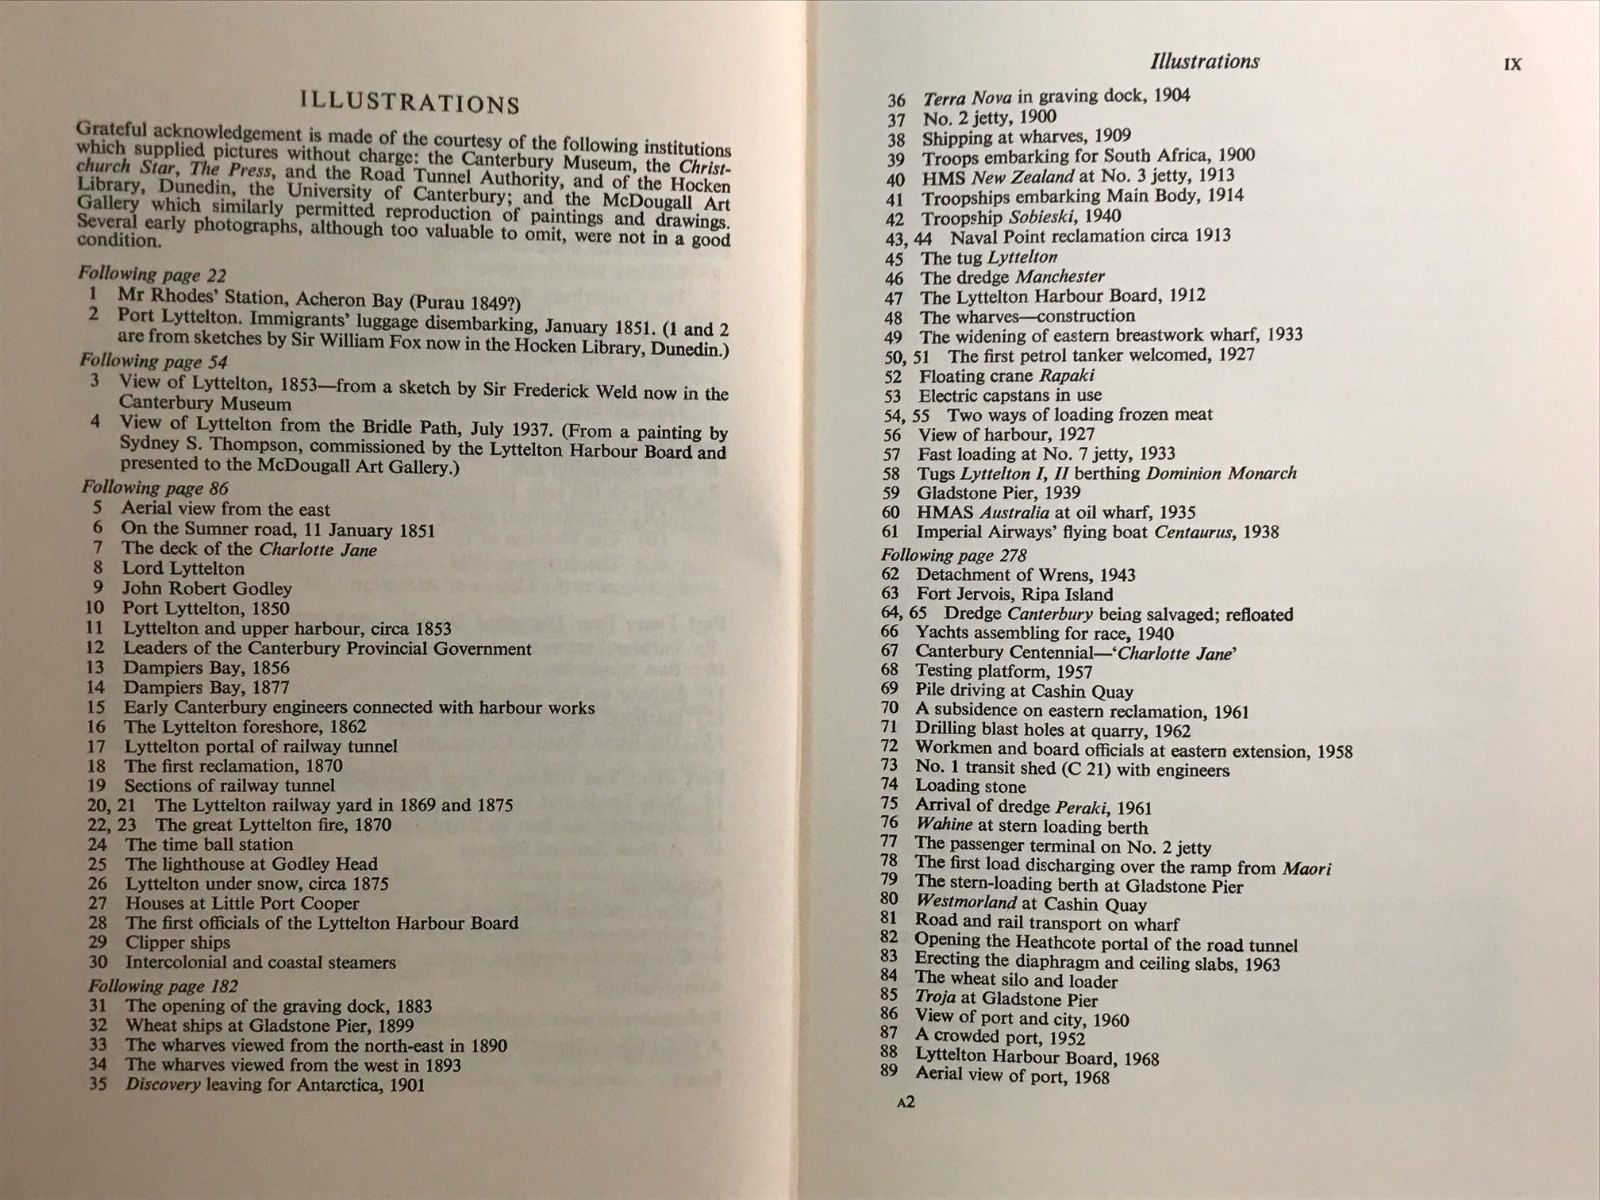 ILLUSTRATIONS
Grateful acknowledgement is made of the courtesy of the following institutions
which supplied pictures without charge: the Canterbury Museum, the Christ-
church Star, The Press, and the Road Tunnel Authority, and of the Hocken
Library, Dunedin, the University of Canterbury; and the McDougall Art
Gallery which similarly permitted reproduction of paintings and drawings.
Several early photographs, although too valuable to omit, were not in a good
condition.
Following page 22
1 Mr Rhodes' Station, Acheron Bay (Purau 1849?)
2 Port Lyttelton. Immigrants' luggage disembarking, January 1851. (1 and 2
are from sketches by Sir William Fox now in the Hocken Library, Dunedin.)
Following page 54
3 View of Lyttelton, 1853—from a sketch by Sir Frederick Weld now in the
Canterbury Museum
4 View of Lyttelton from the Bridle Path, July 1937. (From a painting by
Sydney S. Thompson, commissioned by the Lyttelton Harbour Board and
presented to the McDougall Art Gallery.)
Following page 86
5 Aerial view from the east
6 On the Sumner road, 11 January 1851
7 The deck of the Charlotte Jane
8 Lord Lyttelton
9 John Robert Godley
10 Port Lyttelton, 1850
11 Lyttelton and upper harbour, circa 1853
12 Leaders of the Canterbury Provincial Government
13 Dampiers Bay, 1856
14 Dampiers Bay, 1877
15 Early Canterbury engineers connected with harbour works
16 The Lyttelton foreshore, 1862
17 Lyttelton portal of railway tunnel
18 The first reclamation, 1870
19 Sections of railway tunnel
20, 21 The Lyttelton railway yard in 1869 and 1875
22, 23 The great Lyttelton fire, 1870
24 The time ball station
25 The lighthouse at Godley Head
26 Lyttelton under snow, circa 1875
27 Houses at Little Port Cooper
28 The first officials of the Lyttelton Harbour Board
29 Clipper ships
30 Intercolonial and coastal steamers
Following page 182
31 The opening of the graving dock, 1883
32 Wheat ships at Gladstone Pier, 1899
33 The wharves viewed from the north-east in 1890
34 The wharves viewed from the west in 1893
35 Discovery leaving for Antarctica, 1901
Illustrations IX
36 Terra Nova in graving dock, 1904
37 No. 2 jetty, 1900
38 Shipping at wharves, 1909
39 Troops embarking for South Africa, 1900
40 HMS New Zealand at No. 3 jetty, 1913
41 Troopships embarking Main Body, 1914
42 Troopship Sobieski, 1940
43, 44 Naval Point reclamation circa 1913
45 The tug Lyttelton
46 The dredge Manchester
47 The Lyttelton Harbour Board, 1912
48 The wharves—construction
49 The widening of eastern breastwork wharf, 1933
50, 51 The first petrol tanker welcomed, 1927
52 Floating crane Rapaki
53 Electric capstans in use
54, 55 Two ways of loading frozen meat
56 View of harbour, 1927
57 Fast loading at No. 7 jetty, 1933
58 Tugs Lyttelton I, II berthing Dominion Monarch
59 Gladstone Pier, 1939
60 HMAS Australia at oil wharf, 1935
61 Imperial Airways' flying boat Centaurus, 1938
Following page 278
62 Detachment of Wrens, 1943
63 Fort Jervois, Ripa Island
64, 65 Dredge Canterbury being salvaged; refloated
66 Yachts assembling for race, 1940
67 Canterbury Centennial—'Charlotte Jane'
68 Testing platform, 1957
69 Pile driving at Cashin Quay
70 A subsidence on eastern reclamation, 1961
71 Drilling blast holes at quarry, 1962
72 Workmen and board officials at eastern extension, 1958
73 No. 1 transit shed (C 21) with engineers
74 Loading stone
75 Arrival of dredge Peraki, 1961
76 Wahine at stern loading berth
77 The passenger terminal on No. 2 jetty
78 The first load discharging over the ramp from Maori
79 The stern-loading berth at Gladstone Pier
80 Westmorland at Cashin Quay
81 Road and rail transport on wharf
82 Opening the Heathcote portal of the road tunnel
83 Erecting the diaphragm and ceiling slabs, 1963
84 The wheat silo and loader
85 Troja at Gladstone Pier
86 View of port and city, 1960
87 A crowded port, 1952
88 Lyttelton Harbour Board, 1968
89 Aerial view of port, 1968
A2